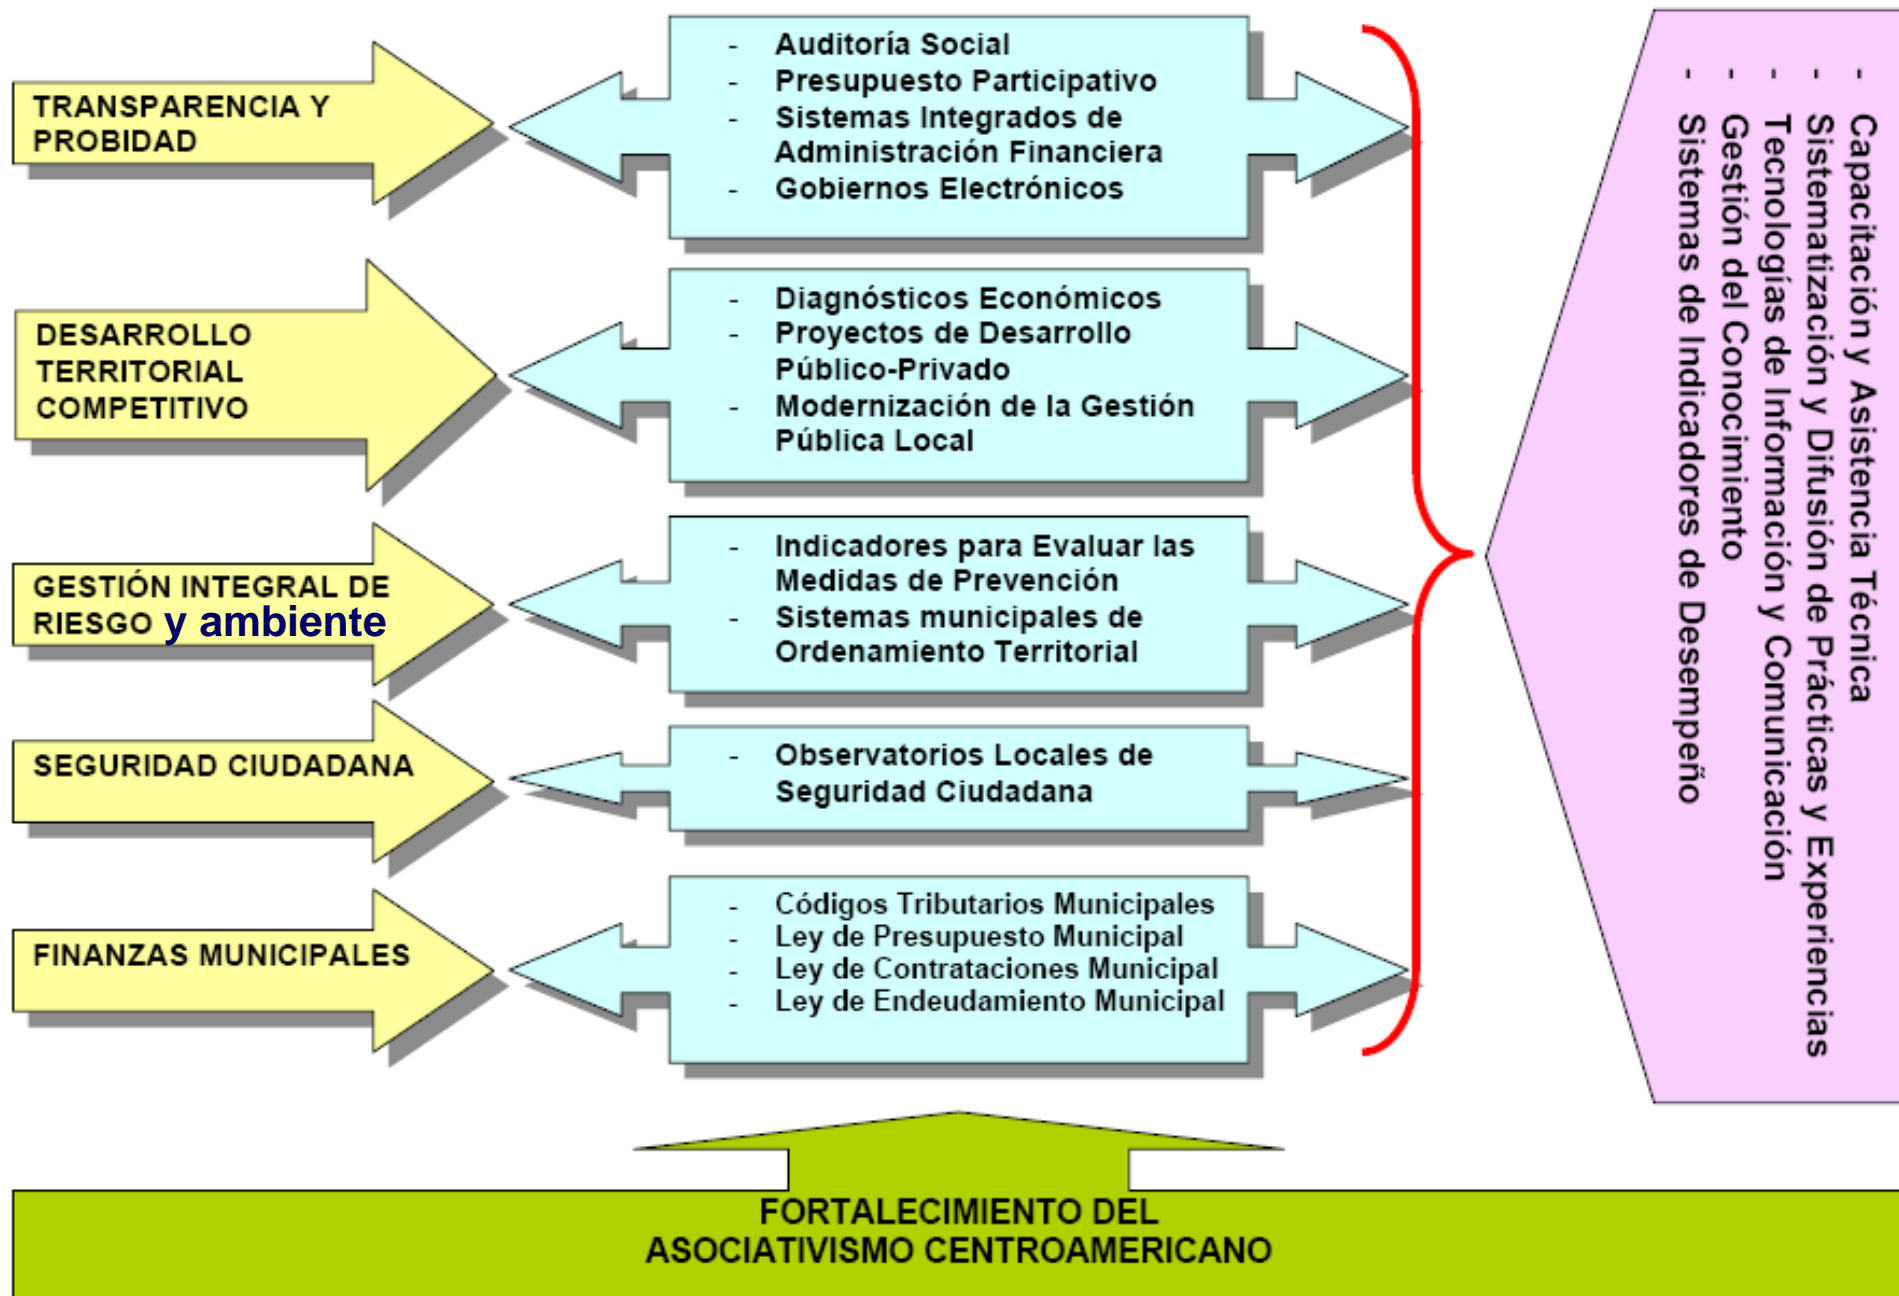 TRANSPARENCIA Y
PROBIDAD
- Auditoría Social
- Presupuesto Participativo
- Sistemas Integrados de
Administración Financiera
- Gobiernos Electrónicos
DESARROLLO
TERRITORIAL
COMPETITIVO
- Diagnósticos Económicos
- Proyectos de Desarrollo
Público-Privado
- Modernización de la Gestión
Pública Local
GESTIÓN INTEGRAL DE
RIESGO y ambiente
- Indicadores para Evaluar las
Medidas de Prevención
- Sistemas municipales de
Ordenamiento Territorial
SEGURIDAD CIUDADANA
- Observatorios Locales de
Seguridad Ciudadana
FINANZAS MUNICIPALES
- Códigos Tributarios Municipales
- Ley de Presupuesto Municipal
- Ley de Contrataciones Municipal
- Ley de Endeudamiento Municipal
- Capacitación y Asistencia Técnica
- Sistematización y Difusión de Prácticas y Experiencias
- Tecnologías de Información y Comunicación
- Gestión del Conocimiento
- Sistemas de Indicadores de Desempeño
FORTALECIMIENTO DEL
ASOCIATIVISMO CENTROAMERICANO